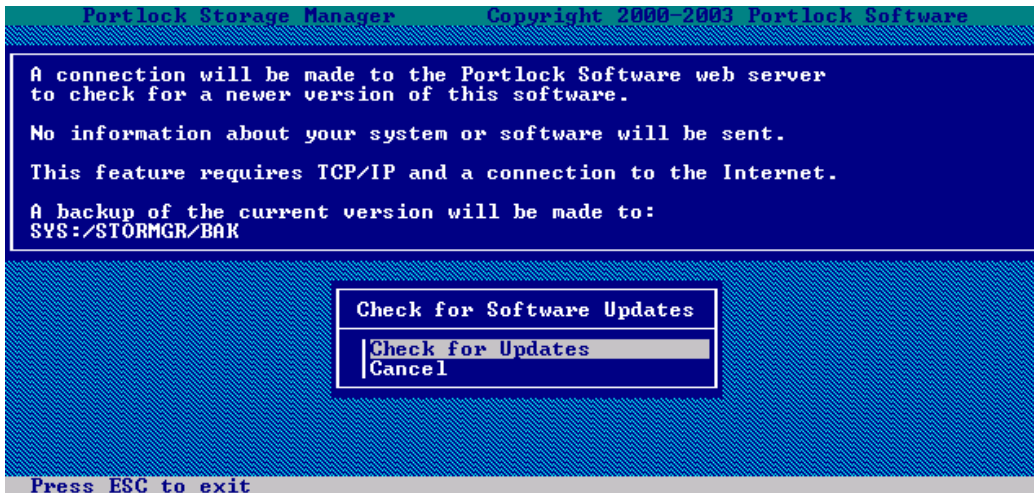 Portlock Storage Manager Copyright 2000-2003 Portlock Software
A connection will be made to the Portlock Software web server
to check for a newer version of this software.
No information about your system or software will be sent.
This feature requires TCP/IP and a connection to the Internet.
A backup of the current version will be made to:
SYS:/STORMGR/BAK
Check for Software Updates
Check for Updates
Cancel
Press ESC to exit